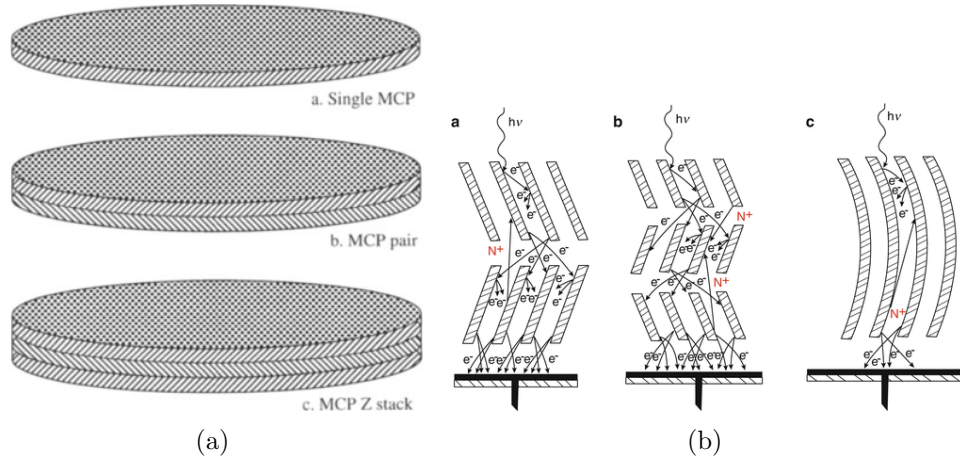 a. Single MCP
b. MCP pair
c. MCP Z stack
(a)
a
hν
e⁻
N⁺
e⁻
e⁻
e⁻
e⁻
e⁻e⁻
e⁻
e⁻
e⁻
e⁻e⁻
e⁻e⁻
e⁻
b
hν
e⁻
N⁺
e⁻
e⁻
e⁻
e⁻
e⁻
e⁻
N⁺
e⁻
e⁻
e⁻
e⁻
e⁻e⁻
e⁻e⁻
e⁻e⁻
e⁻
c
hν
e⁻
e⁻
e⁻
N⁺
e⁻
e⁻
e⁻
(b)